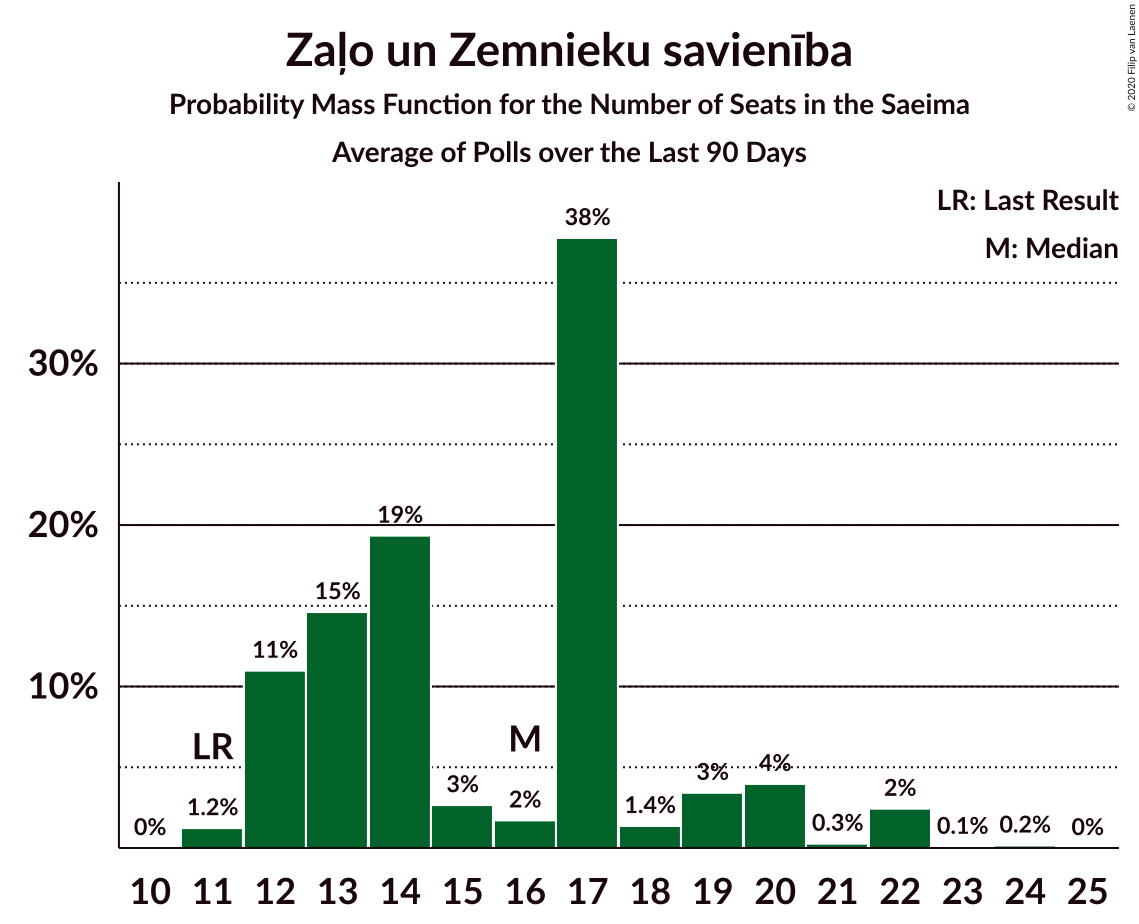 Zaļo un Zemnieku savienība
Probability Mass Function for the Number of Seats in the Saeima
Average of Polls over the Last 90 Days
© 2020 Filip van Laenen
LR: Last Result
M: Median
38%
30%
20%
19%
15%
11%
10%
LR
M
3%
4%
3%
2%
2%
1.2%
1.4%
0%
0.3%
0.1%
0.2%
0%
10 11 12 13 14 15 16 17 18 19 20 21 22 23 24 25